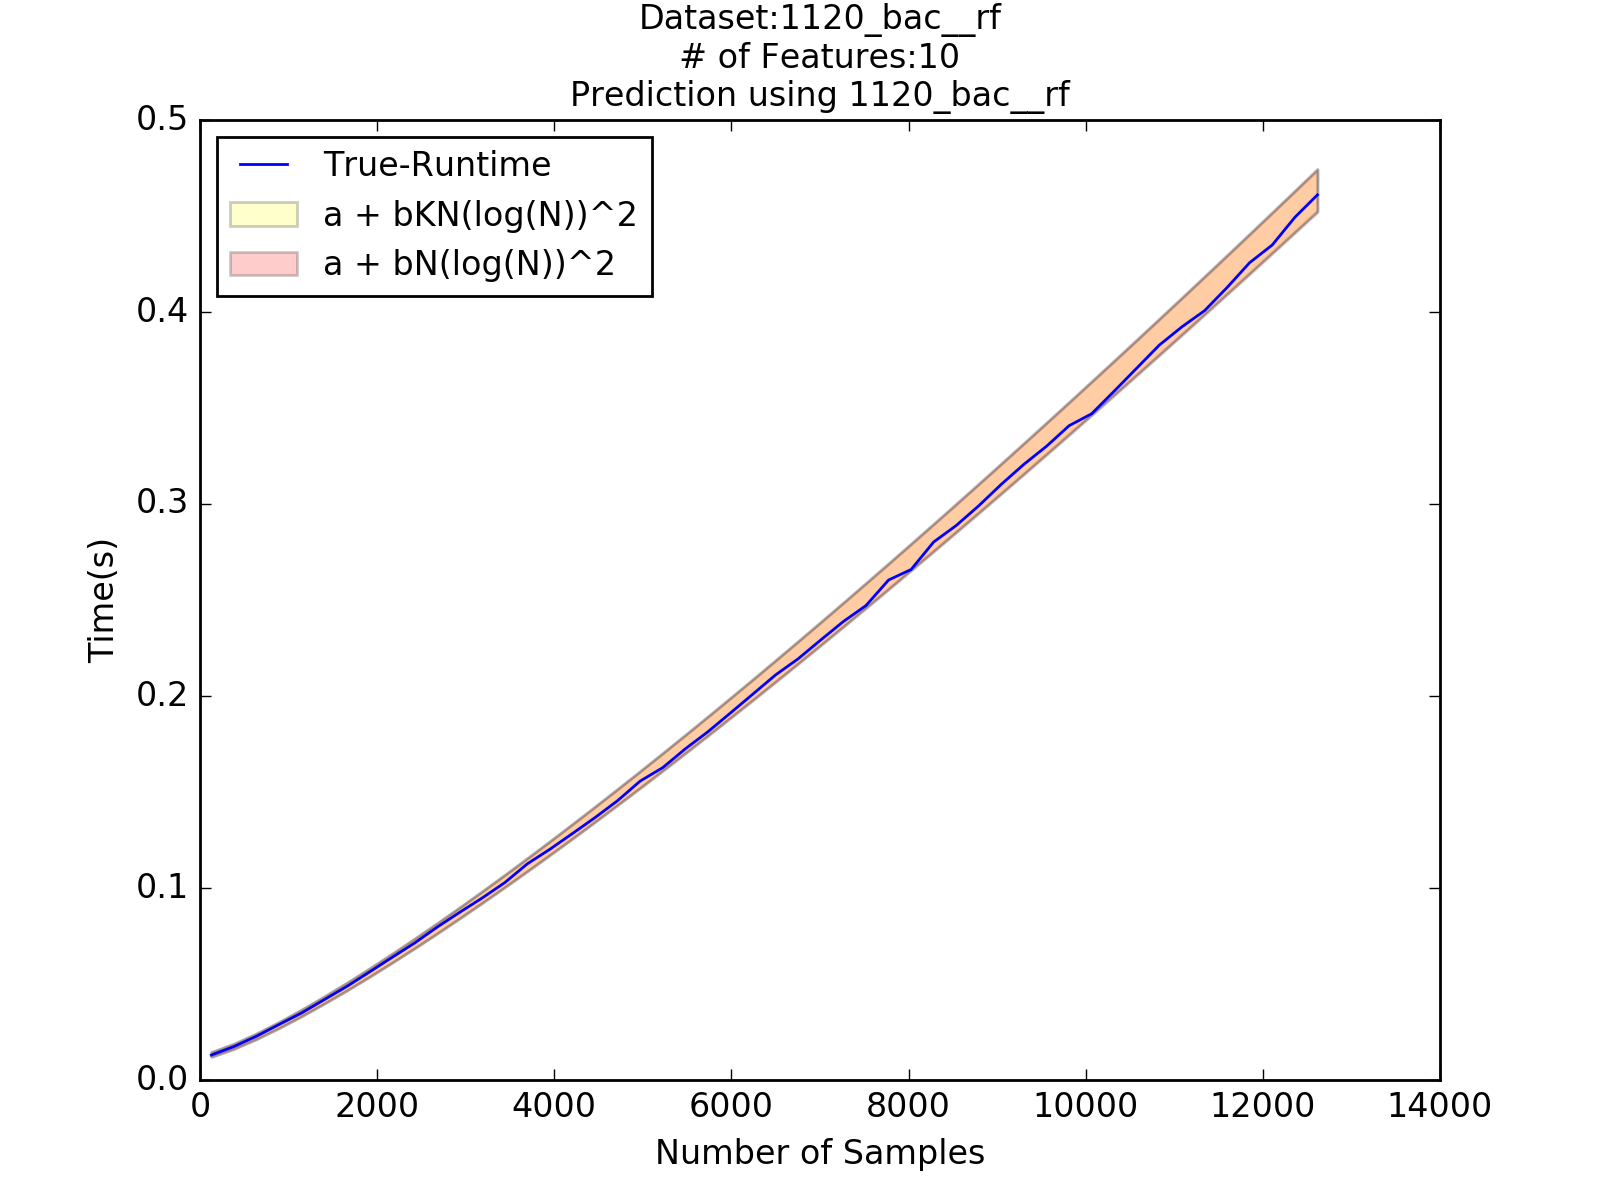 Dataset:1120_bac__rf
# of Features:10
Prediction using 1120_bac__rf
True-Runtime
a + bKN(log(N))^2
a + bN(log(N))^2
0.5
0.4
0.3
0.2
0.1
0.0
Time(s)
0 2000 4000 6000 8000 10000 12000 14000
Number of Samples